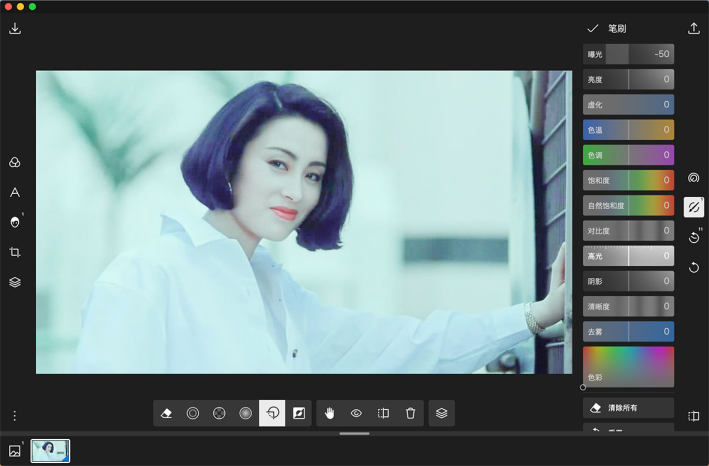 笔刷
曝光 -50
亮度 0
虚化 0
色温 0
色调 0
饱和度 0
自然饱和度 0
对比度 0
高光 0
阴影 0
清晰度 0
去雾 0
色彩
清除所有